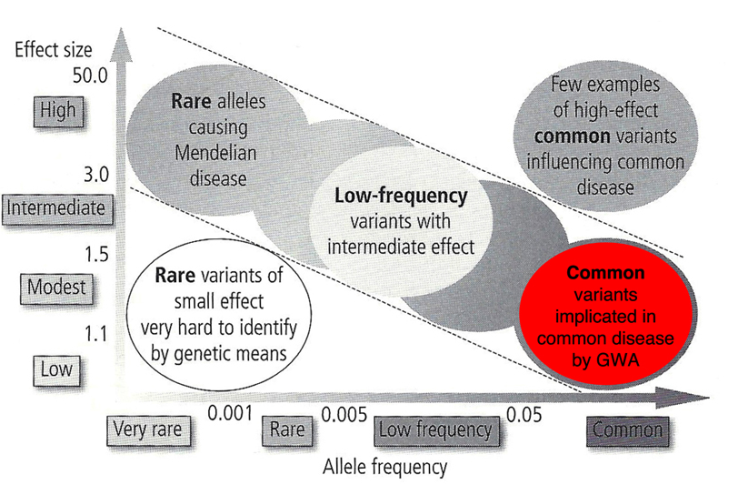 Effect size
50.0
High
3.0
Intermediate
1.5
Modest
1.1
Low
Rare alleles
causing
Mendelian
disease
Few examples
of high-effect
common variants
influencing common
disease
Low-frequency
variants with
intermediate effect
Rare variants of
small effect
very hard to identify
by genetic means
Common
variants
implicated in
common disease
by GWA
0.001
0.005
0.05
Very rare
Rare
Low frequency
Common
Allele frequency